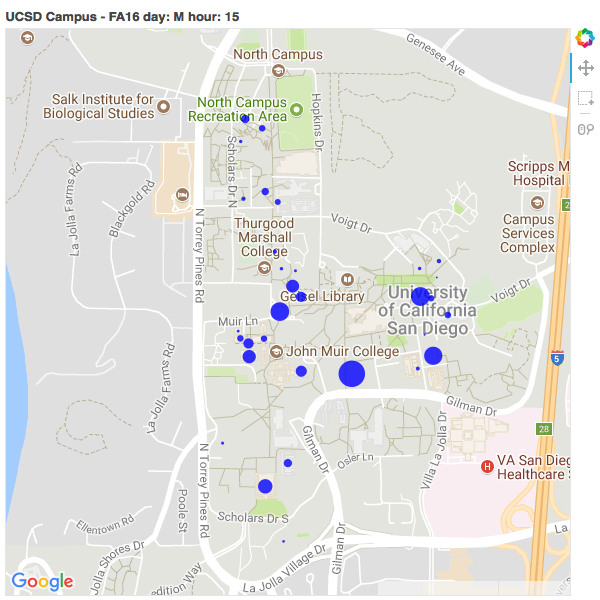 UCSD Campus - FA16 day: M hour: 15
Genesee Ave
North Campus
Salk Institute for
Biological Studies
North Campus
Recreation Area
Hopkins Dr
Scholars Dr N
La Jolla Farms Rd
Blackgold Rd
Scripps M
Hospital
2
Campus
Services
Complex
N Torrey Pines Rd
Thurgood
Marshall
College
Voigt Dr
Geisel Library
University
of California
San Diego
Voigt Dr
Muir Ln
John Muir College
La Jolla Farms Rd
5
Gilman Dr
Gilman Dr
Villa La Jolla Dr
28
Osler Ln
N Torrey Pines Rd
H
VA San Dieg
Healthcare S
Poole St
Ellentown Rd
Scholars Dr S
Gilman Dr
La
La Jolla Shores Dr
La Jolla Village Dr
edition Way
Google